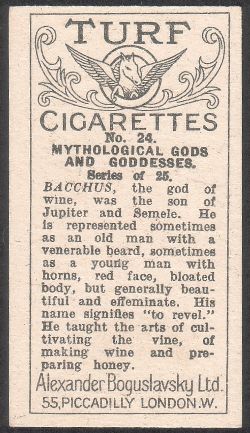 TURF
CIGARETTES
No. 24.
MYTHOLOGICAL GODS
AND GODDESSES.
Series of 25.
BACCHUS, the god of
wine, was the son of
Jupiter and Semele. He
is represented sometimes
as an old man with a
venerable beard, sometimes
as a young man with
horns, red face, bloated
body, but generally beau-
tiful and effeminate. His
name signifies "to revel."
He taught the arts of cul-
tivating the vine, of
making wine and pre-
paring honey.
Alexander Boguslavsky Ltd.
55, PICCADILLY LONDON. W.